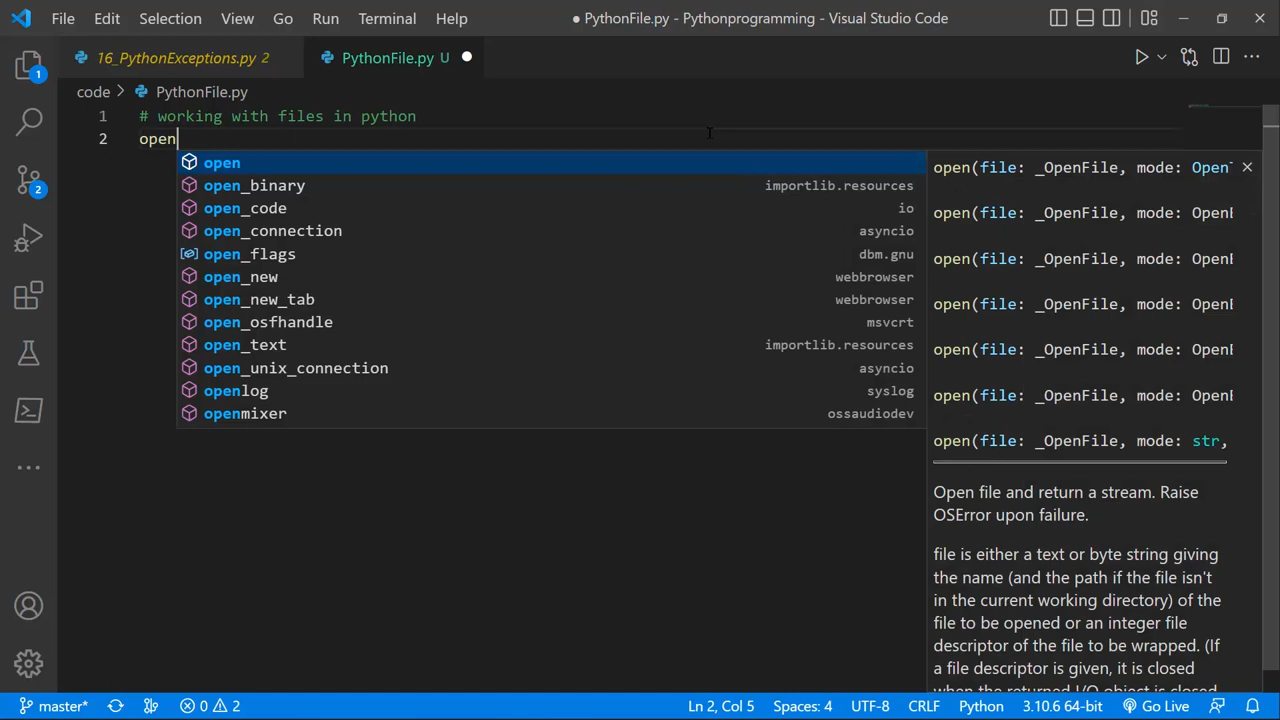 File Edit Selection View Go Run Terminal Help ● PythonFile.py - Pythonprogramming - Visual Studio Code
16_PythonExceptions.py 2 PythonFile.py U
code > PythonFile.py
1 # working with files in python
2 open
open
open_binary importlib.resources
open_code io
open_connection asyncio
open_flags dbm.gnu
open_new webbrowser
open_new_tab webbrowser
open_osfhandle msvcrt
open_text importlib.resources
open_unix_connection asyncio
openlog syslog
openmixer ossaudiodev
open(file: _OpenFile, mode: OpenT
open(file: _OpenFile, mode: OpenB
open(file: _OpenFile, mode: OpenB
open(file: _OpenFile, mode: OpenB
open(file: _OpenFile, mode: OpenB
open(file: _OpenFile, mode: OpenB
open(file: _OpenFile, mode: str,
Open file and return a stream. Raise
OSError upon failure.
file is either a text or byte string giving
the name (and the path if the file isn't
in the current working directory) of the
file to be opened or an integer file
descriptor of the file to be wrapped. (If
a file descriptor is given, it is closed
when the returned I/O object is closed
1
2
master* 0 2 Ln 2, Col 5 Spaces: 4 UTF-8 CRLF Python 3.10.6 64-bit Go Live